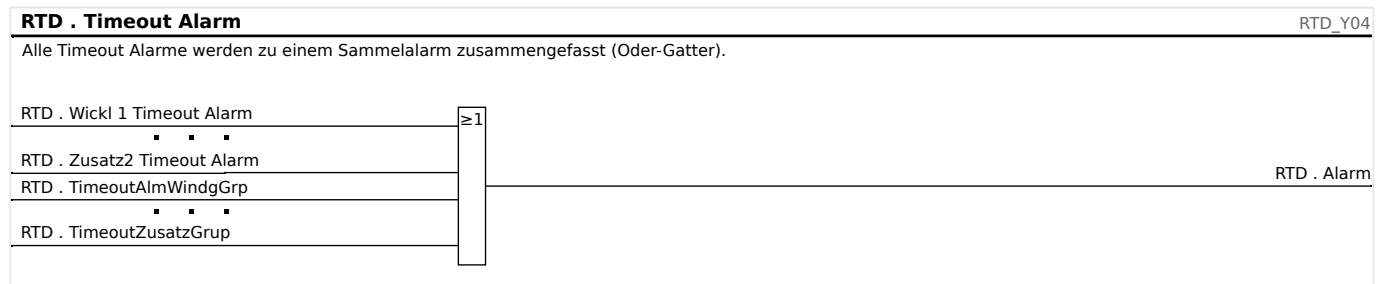 RTD . Timeout Alarm
RTD_Y04
Alle Timeout Alarme werden zu einem Sammelalarm zusammengefasst (Oder-Gatter).
RTD . Wickl 1 Timeout Alarm
≥1
RTD . Zusatz2 Timeout Alarm
RTD . Alarm
RTD . TimeoutAlmWindgGrp
RTD . TimeoutZusatzGrup